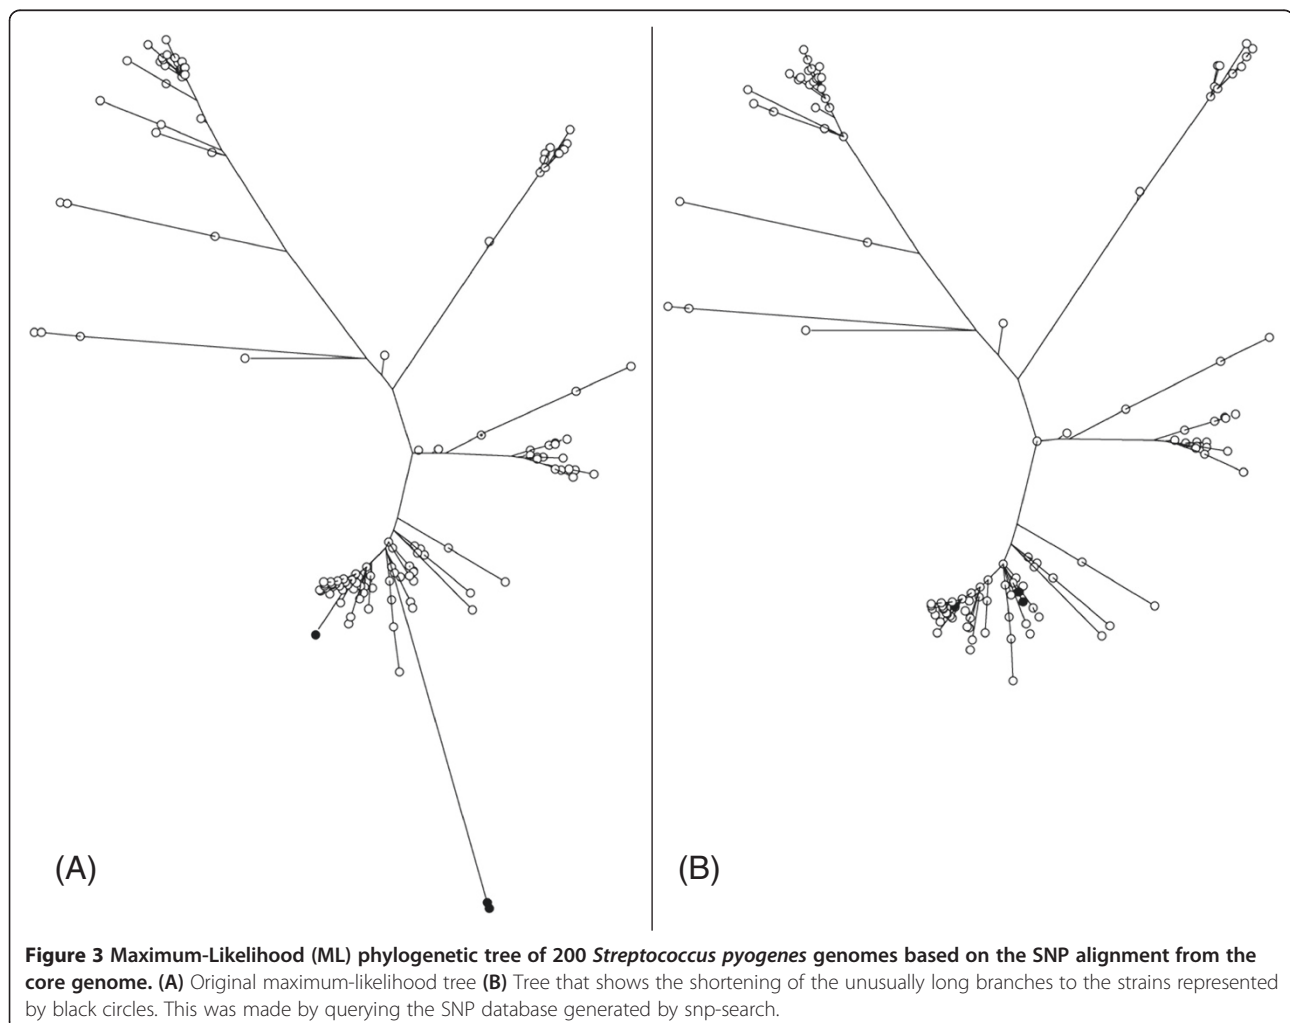 (A)
(B)
Figure 3 Maximum-Likelihood (ML) phylogenetic tree of 200 Streptococcus pyogenes genomes based on the SNP alignment from the
core genome. (A) Original maximum-likelihood tree (B) Tree that shows the shortening of the unusually long branches to the strains represented
by black circles. This was made by querying the SNP database generated by snp-search.